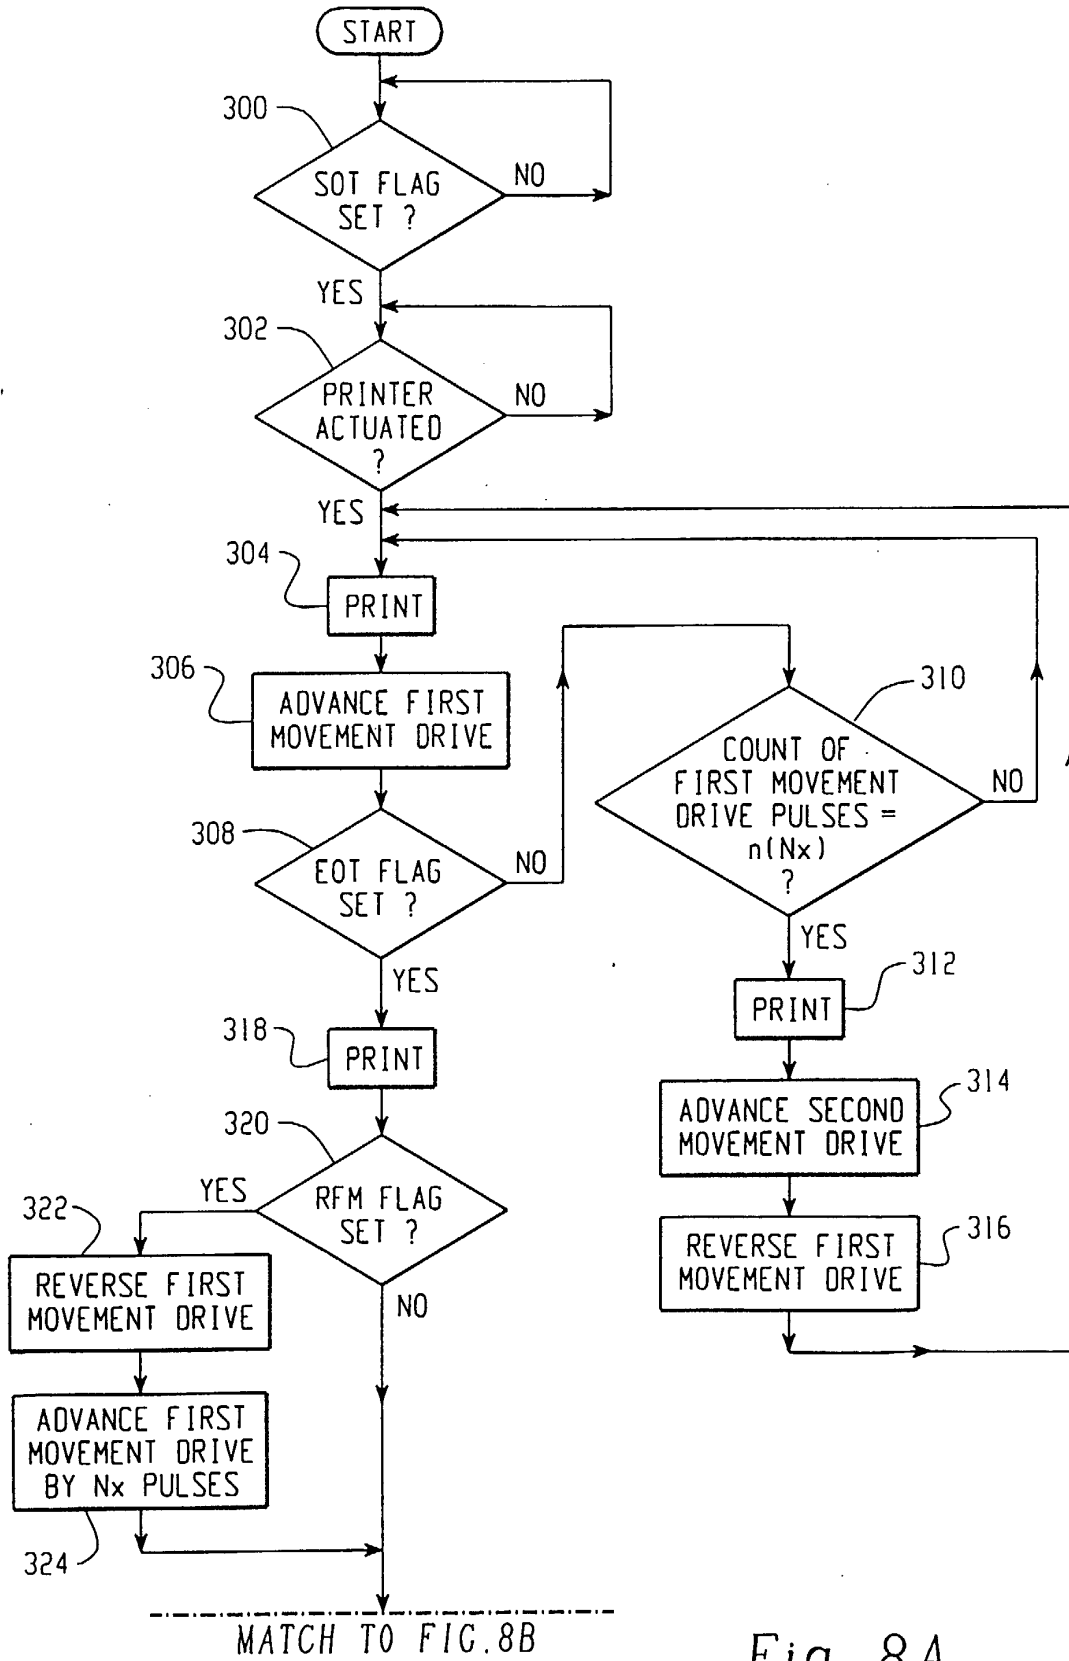 START
300
SOT FLAG
SET ?
NO
YES
302
PRINTER
ACTUATED
?
NO
YES
304
PRINT
306
ADVANCE FIRST
MOVEMENT DRIVE
308
EOT FLAG
SET ?
NO
310
COUNT OF
FIRST MOVEMENT
DRIVE PULSES =
n(Nx)
?
NO
YES
312
PRINT
314
ADVANCE SECOND
MOVEMENT DRIVE
316
REVERSE FIRST
MOVEMENT DRIVE
YES
318
PRINT
320
RFM FLAG
SET ?
YES
NO
322
REVERSE FIRST
MOVEMENT DRIVE
ADVANCE FIRST
MOVEMENT DRIVE
BY Nx PULSES
324
MATCH TO FIG.8B
Fig. 8A